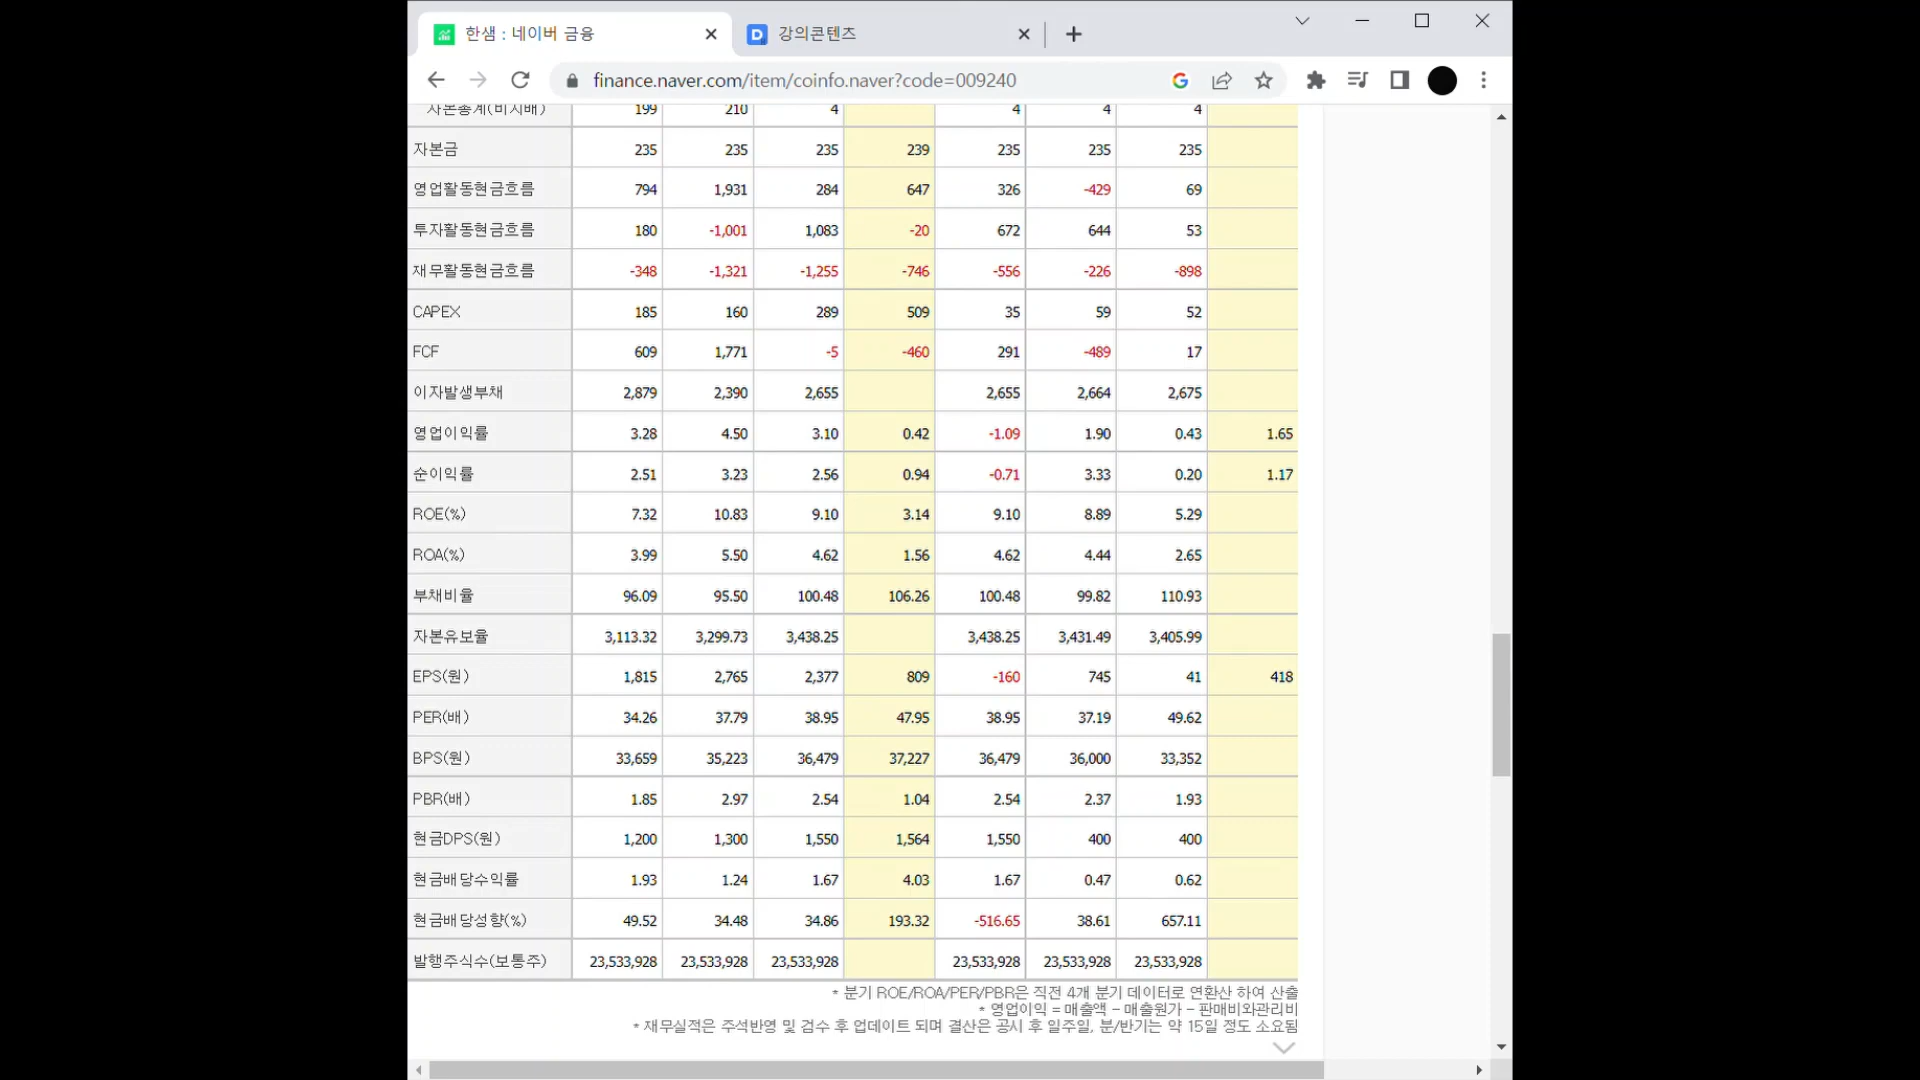 한샘 : 네이버 금융
강의콘텐츠
finance.naver.com/item/coinfo.naver?code=009240
자본총계(비지배) 199 210 4 4 4 4
자본금 235 235 235 239 235 235 235
영업활동현금흐름 794 1,931 284 647 326 -429 69
투자활동현금흐름 180 -1,001 1,083 -20 672 644 53
재무활동현금흐름 -348 -1,321 -1,255 -746 -556 -226 -898
CAPEX 185 160 289 509 35 59 52
FCF 609 1,771 -5 -460 291 -489 17
이자발생부채 2,879 2,390 2,655 2,655 2,664 2,675
영업이익률 3.28 4.50 3.10 0.42 -1.09 1.90 0.43 1.65
순이익률 2.51 3.23 2.56 0.94 -0.71 3.33 0.20 1.17
ROE(%) 7.32 10.83 9.10 3.14 9.10 8.89 5.29
ROA(%) 3.99 5.50 4.62 1.56 4.62 4.44 2.65
부채비율 96.09 95.50 100.48 106.26 100.48 99.82 110.93
자본유보율 3,113.32 3,299.73 3,438.25 3,438.25 3,431.49 3,405.99
EPS(원) 1,815 2,765 2,377 809 -160 745 41 418
PER(배) 34.26 37.79 38.95 47.95 38.95 37.19 49.62
BPS(원) 33,659 35,223 36,479 37,227 36,479 36,000 33,352
PBR(배) 1.85 2.97 2.54 1.04 2.54 2.37 1.93
현금DPS(원) 1,200 1,300 1,550 1,564 1,550 400 400
현금배당수익률 1.93 1.24 1.67 4.03 1.67 0.47 0.62
현금배당성향(%) 49.52 34.48 34.86 193.32 -516.65 38.61 657.11
발행주식수(보통주) 23,533,928 23,533,928 23,533,928 23,533,928 23,533,928 23,533,928
* 분기 ROE/ROA/PER/PBR은 직전 4개 분기 데이터로 연환산 하여 산출
* 영업이익 = 매출액 - 매출원가 - 판매비와관리비
* 재무실적은 주석반영 및 검수 후 업데이트 되며 결산은 공시 후 일주일, 분/반기는 약 15일 정도 소요됨